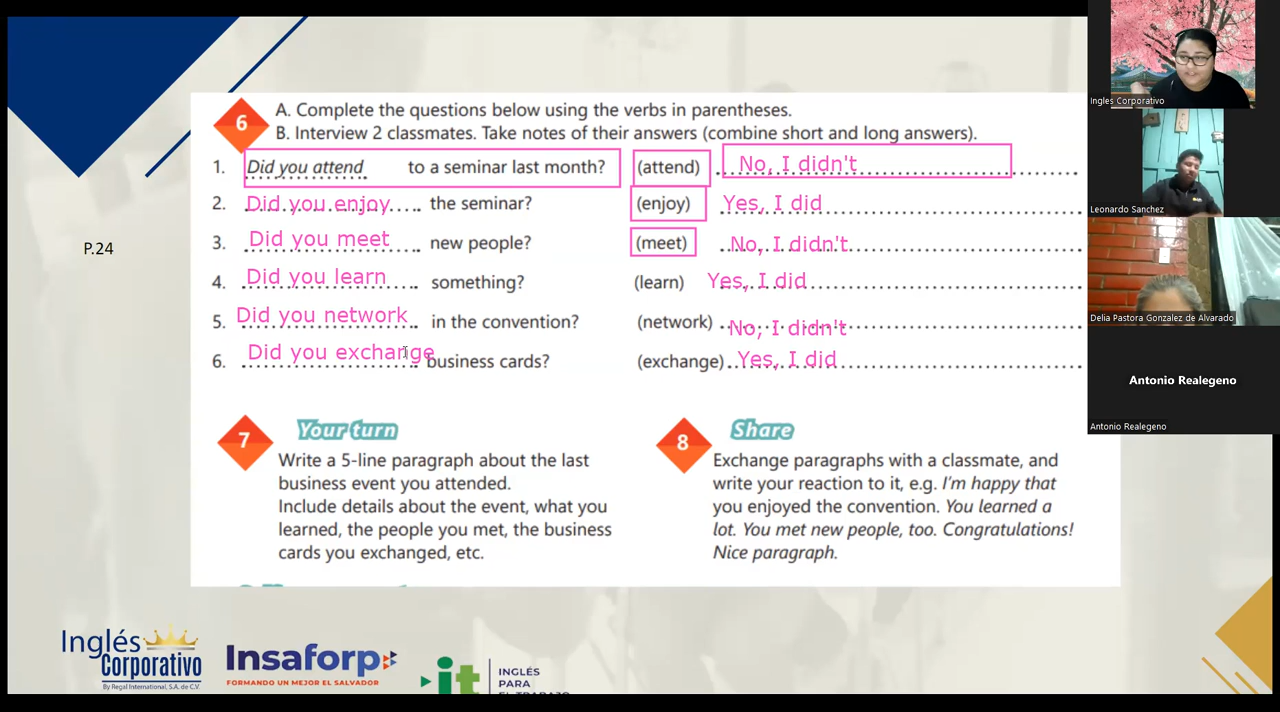 6
A. Complete the questions below using the verbs in parentheses.
B. Interview 2 classmates. Take notes of their answers (combine short and long answers).
1. Did you attend to a seminar last month? (attend) No, I didn't
2. Did you enjoy the seminar? (enjoy) Yes, I did
3. Did you meet new people? (meet) No, I didn't
4. Did you learn something? (learn) Yes, I did
5. Did you network in the convention? (network) No, I didn't
6. Did you exchange business cards? (exchange) Yes, I did
P.24
7 Your turn
Write a 5-line paragraph about the last
business event you attended.
Include details about the event, what you
learned, the people you met, the business
cards you exchanged, etc.
8 Share
Exchange paragraphs with a classmate, and
write your reaction to it, e.g. I'm happy that
you enjoyed the convention. You learned a
lot. You met new people, too. Congratulations!
Nice paragraph.
Ingles Corporativo
Leonardo Sanchez
Delia Pastora Gonzalez de Alvarado
Antonio Realegeno
Antonio Realegeno
Inglés
Corporativo
By Regal International, S.A. de C.V.
Insaforp
FORMANDO UN MEJOR EL SALVADOR
it
INGLÉS
PARA
EL TRABAJO